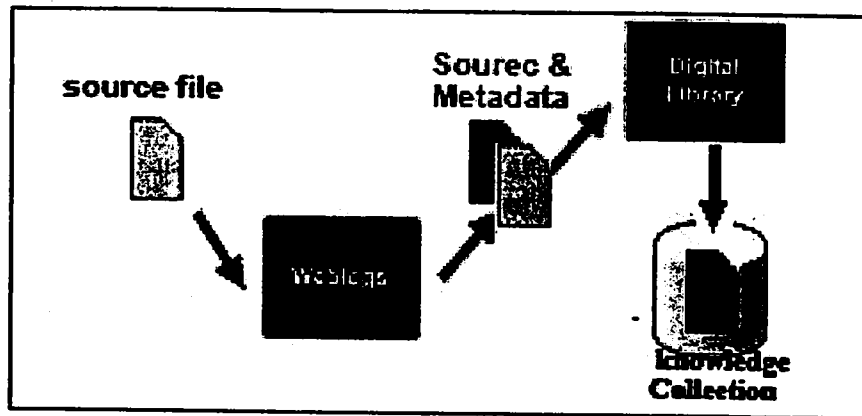 source file
Sourec &
Metadata
Digital
Library
Weblogs
knowledge
Collection